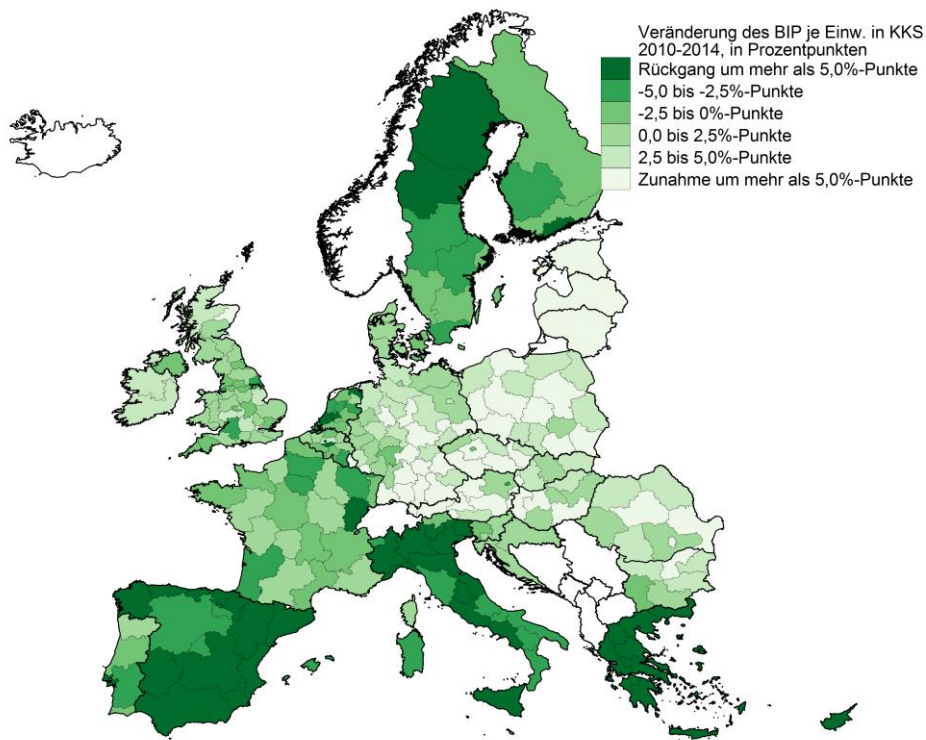 Veränderung des BIP je Einw. in KKS
2010-2014, in Prozentpunkten
Rückgang um mehr als 5,0%-Punkte
-5,0 bis -2,5%-Punkte
-2,5 bis 0%-Punkte
0,0 bis 2,5%-Punkte
2,5 bis 5,0%-Punkte
Zunahme um mehr als 5,0%-Punkte